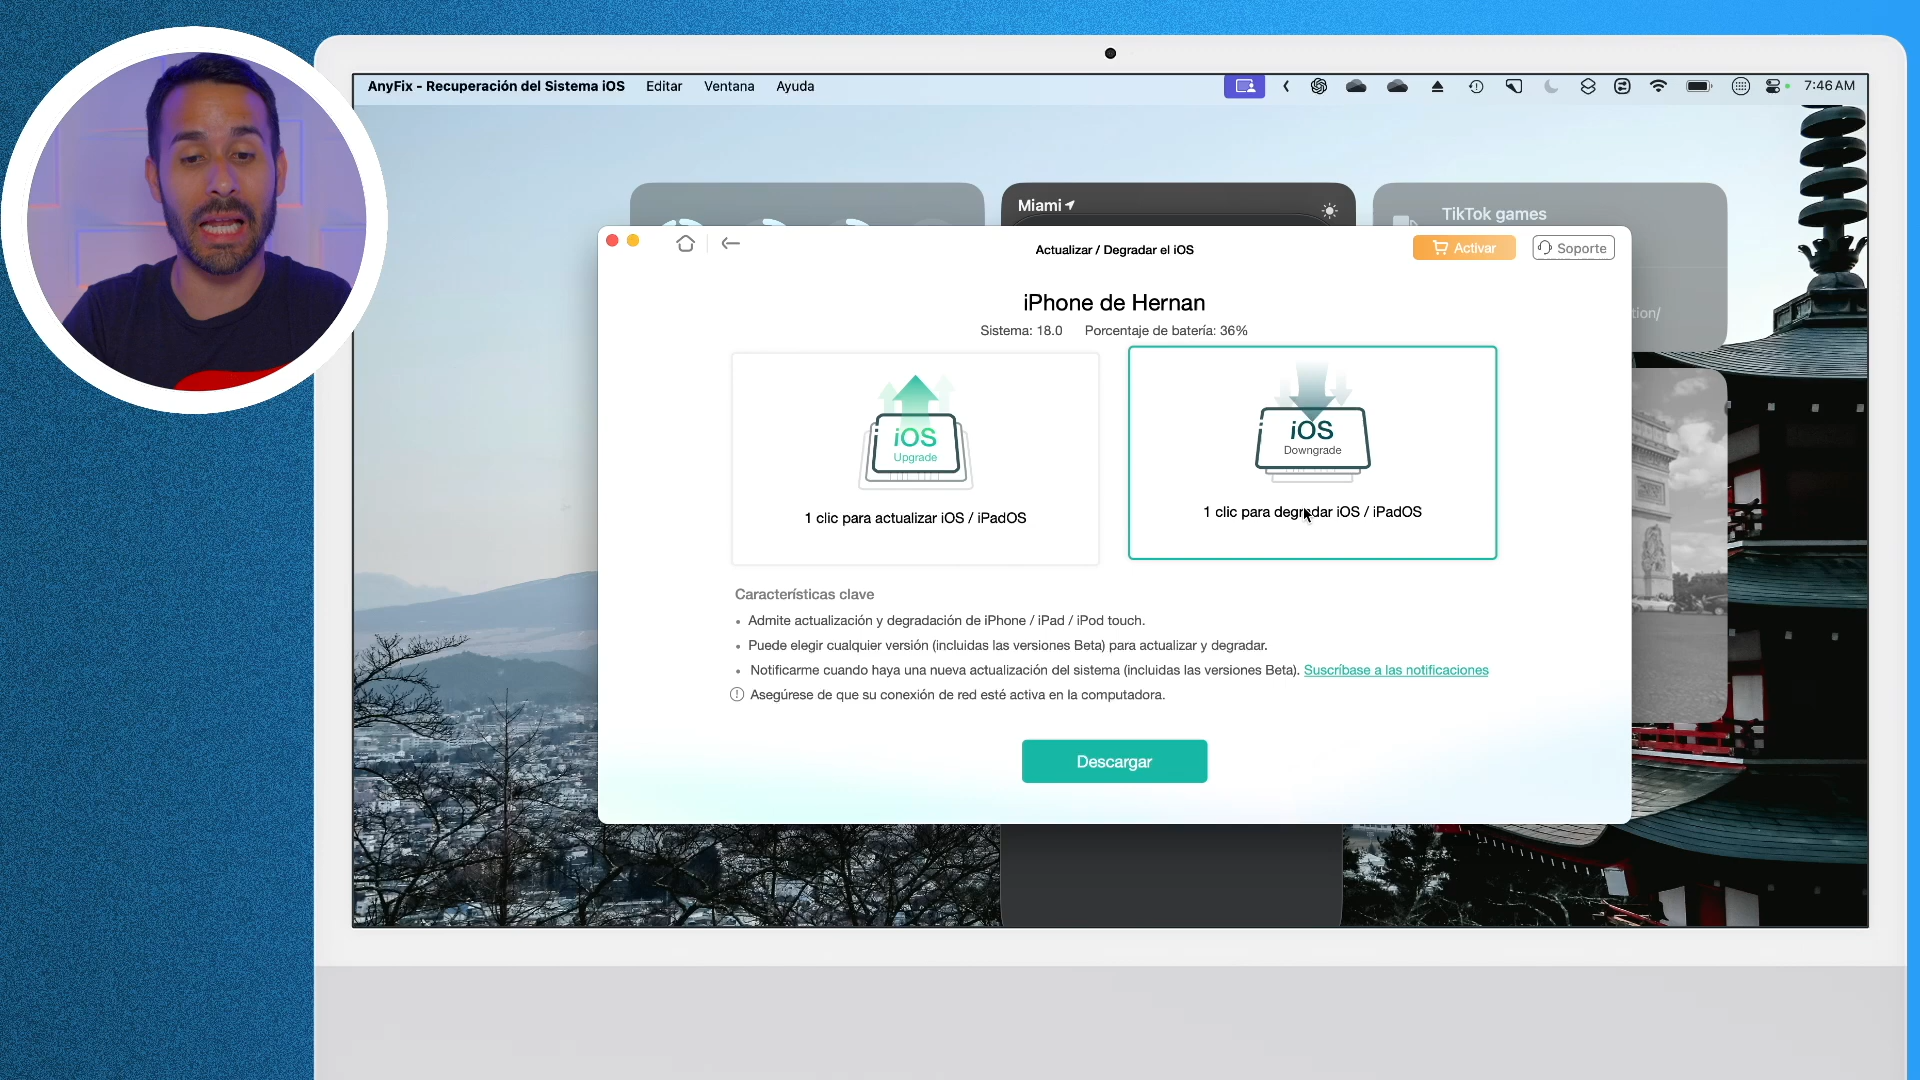 AnyFix - Recuperación del Sistema iOS Editar Ventana Ayuda 7:46 AM
Miami
TikTok games
tion/
Actualizar / Degradar el iOS
Activar
Soporte
iPhone de Hernan
Sistema: 18.0 Porcentaje de batería: 36%
iOS
Upgrade
1 clic para actualizar iOS / iPadOS
iOS
Downgrade
1 clic para degradar iOS / iPadOS
Características clave
• Admite actualización y degradación de iPhone / iPad / iPod touch.
• Puede elegir cualquier versión (incluidas las versiones Beta) para actualizar y degradar.
• Notificarme cuando haya una nueva actualización del sistema (incluidas las versiones Beta). Suscríbase a las notificaciones
Asegúrese de que su conexión de red esté activa en la computadora.
Descargar